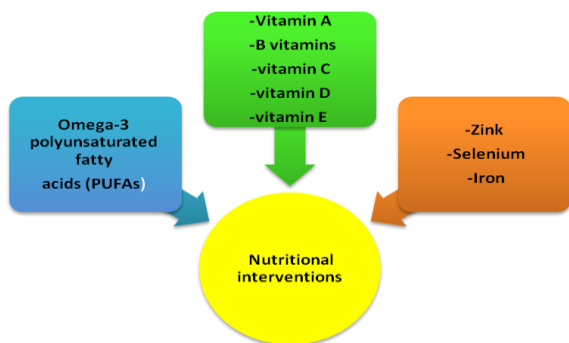 -Vitamin A
-B vitamins
-vitamin C
-vitamin D
-vitamin E
Omega-3
polyunsaturated
fatty
acids (PUFAs)
-Zink
-Selenium
-Iron
Nutritional
interventions